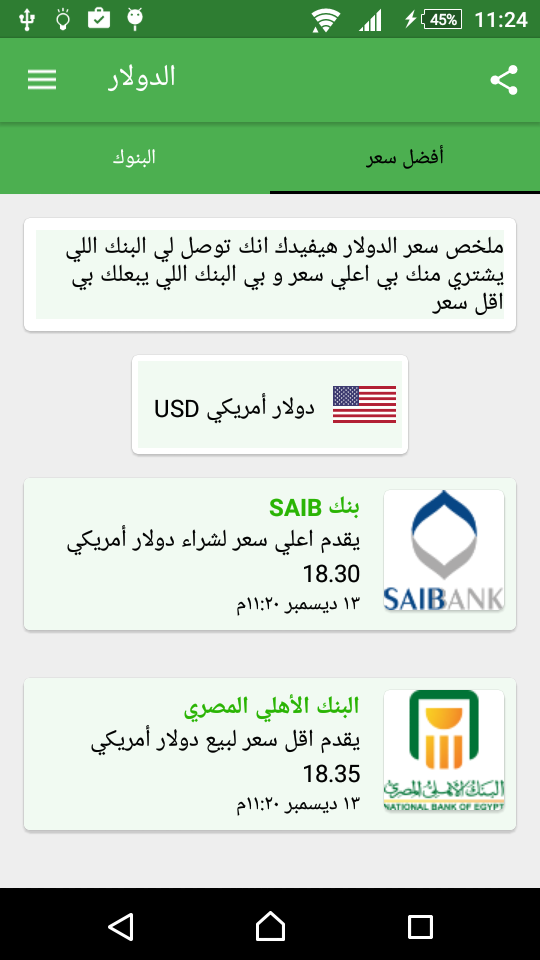 45% 11:24
الدولار
أفضل سعر
البنوك
ملخص سعر الدولار هيفيدك انك توصل لي البنك اللي
يشتري منك بي اعلي سعر و بي البنك اللي يبعلك بي
اقل سعر
دولار أمريكي USD
بنك SAIB
يقدم اعلي سعر لشراء دولار أمريكي
18.30
١٣ ديسمبر ١١:٢٠م
SAIBANK
البنك الأهلي المصري
يقدم اقل سعر لبيع دولار أمريكي
18.35
١٣ ديسمبر ١١:٢٠م
البنك الأهلي المصري
NATIONAL BANK OF EGYPT